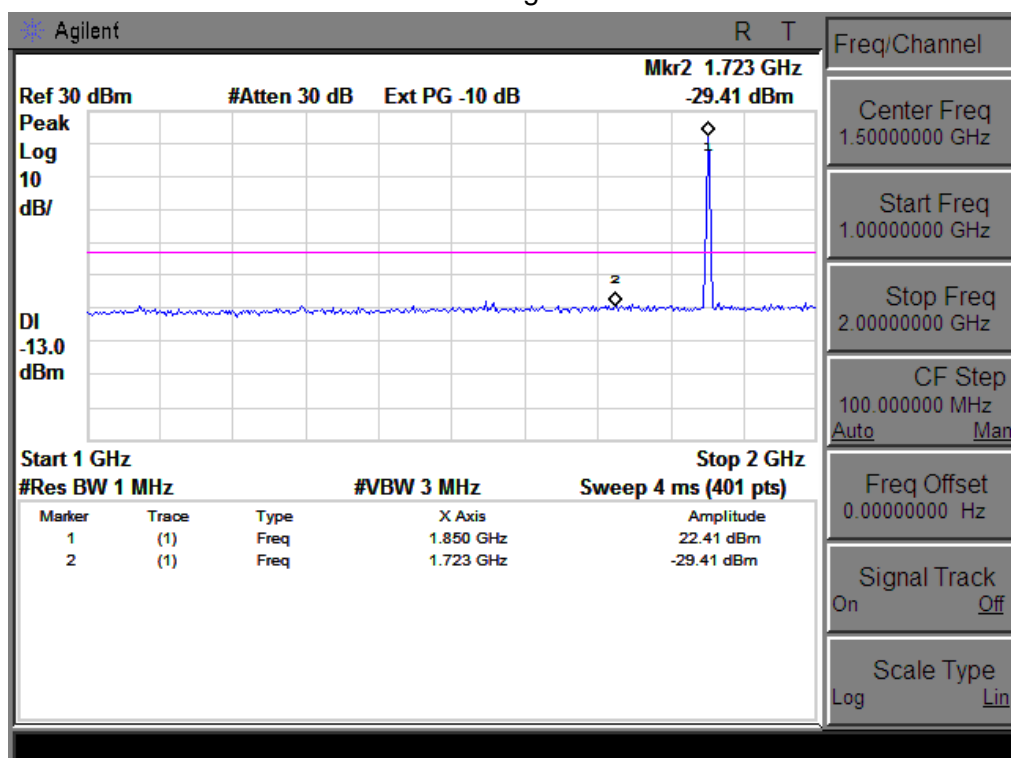 Agilent R T
Freq/Channel
Mkr2 1.723 GHz
Ref 30 dBm #Atten 30 dB Ext PG -10 dB -29.41 dBm
Peak
Log
10
dB/
1
2
DI
-13.0
dBm
Start 1 GHz Stop 2 GHz
#Res BW 1 MHz #VBW 3 MHz Sweep 4 ms (401 pts)
Marker Trace Type X Axis Amplitude
1 (1) Freq 1.850 GHz 22.41 dBm
2 (1) Freq 1.723 GHz -29.41 dBm
Center Freq
1.50000000 GHz
Start Freq
1.00000000 GHz
Stop Freq
2.00000000 GHz
CF Step
100.000000 MHz
Auto Man
Freq Offset
0.00000000 Hz
Signal Track
On Off
Scale Type
Log Lin